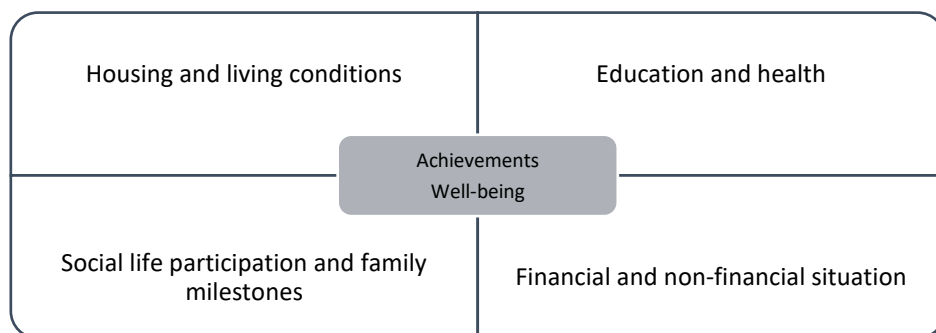 Housing and living conditions
Education and health
Achievements
Well-being
Social life participation and family
milestones
Financial and non-financial situation